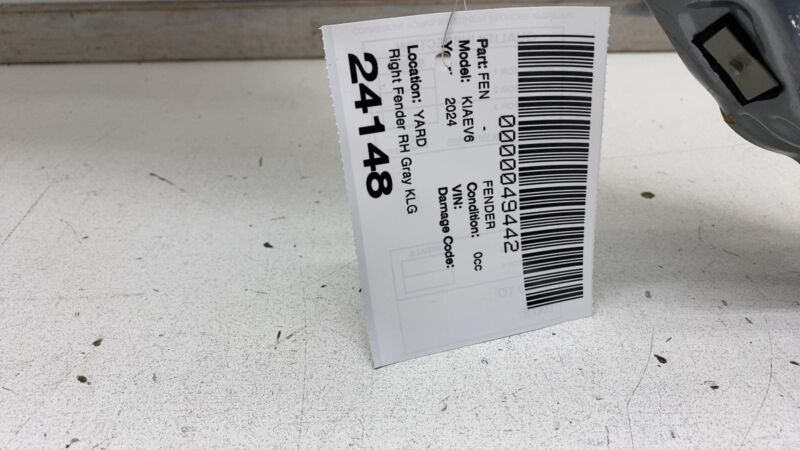 0000049442
Part: FEN - FENDER
Model: KIAEV6 Condition: 0cc
Year: 2024 VIN:
Damage Code:
Location: YARD
Right Fender RH Gray KLG
24148